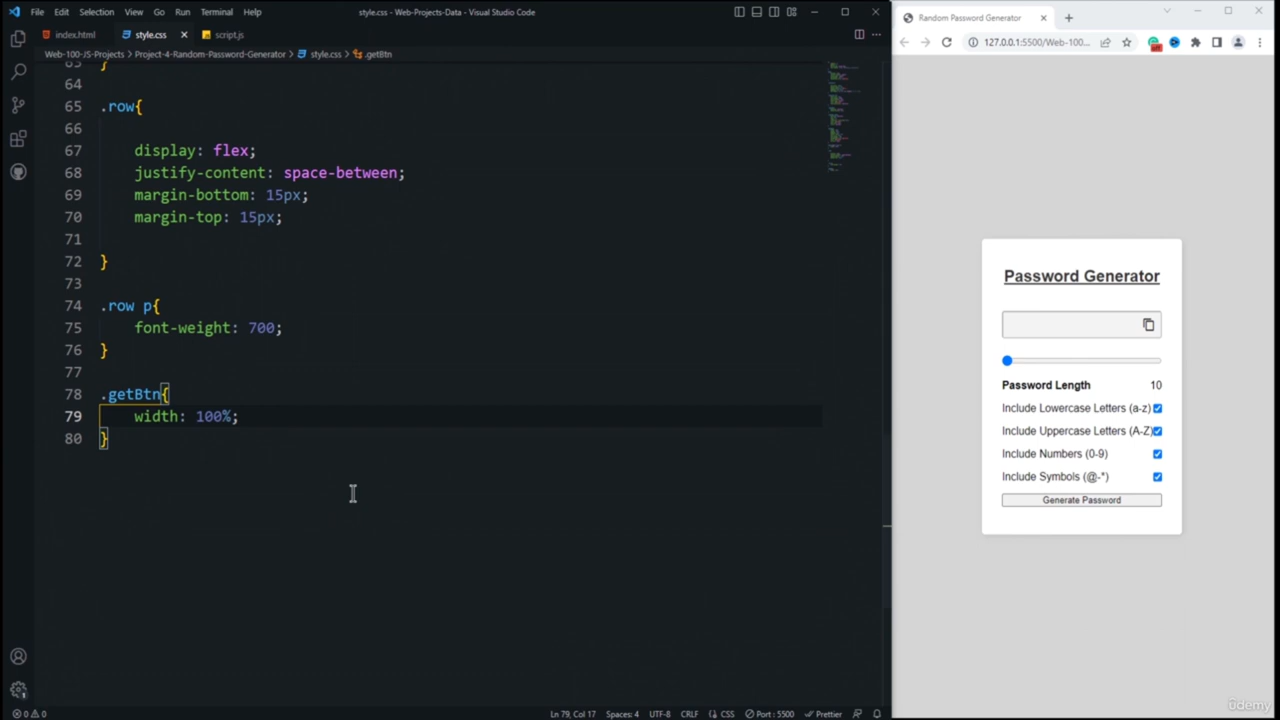 File Edit Selection View Go Run Terminal Help
style.css - Web-Projects-Data - Visual Studio Code
index.html
style.css
script.js
Web-100-JS-Projects > Project-4-Random-Password-Generator > style.css > .getBtn
83 }
64
65 .row{
66
67 display: flex;
68 justify-content: space-between;
69 margin-bottom: 15px;
70 margin-top: 15px;
71
72 }
73
74 .row p{
75 font-weight: 700;
76 }
77
78 .getBtn{
79 width: 100%;
80 }
0 0
Ln 79, Col 17 Spaces: 4 UTF-8 CRLF CSS Port : 5500 Prettier
Random Password Generator
127.0.0.1:5500/Web-100...
Password Generator
Password Length 10
Include Lowercase Letters (a-z)
Include Uppercase Letters (A-Z)
Include Numbers (0-9)
Include Symbols (@-*)
Generate Password
ûdemy